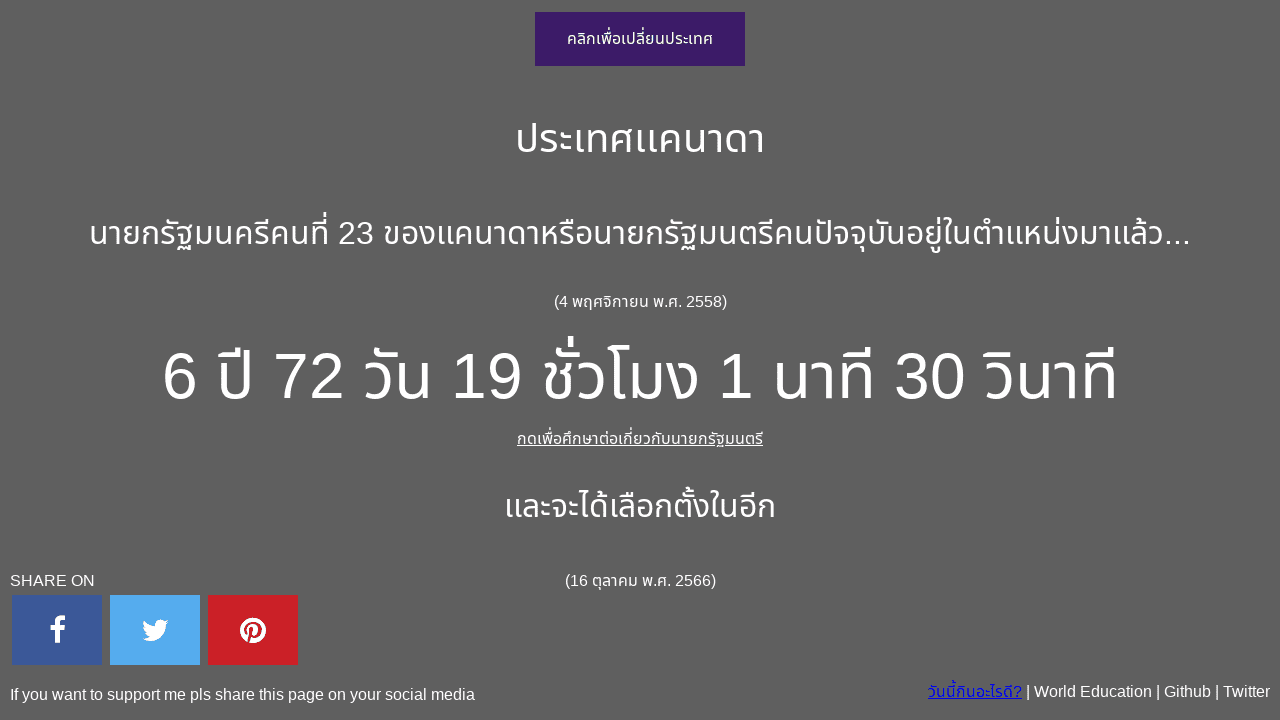 คลิกเพื่อเปลี่ยนประเทศ
ประเทศแคนาดา
นายกรัฐมนครีคนที่ 23 ของแคนาดาหรือนายกรัฐมนตรีคนปัจจุบันอยู่ในตำแหน่งมาแล้ว...
(4 พฤศจิกายน พ.ศ. 2558)
6 ปี 72 วัน 19 ชั่วโมง 1 นาที 30 วินาที
กดเพื่อศึกษาต่อเกี่ยวกับนายกรัฐมนตรี
และจะได้เลือกตั้งในอีก
(16 ตุลาคม พ.ศ. 2566)
SHARE ON
If you want to support me pls share this page on your social media
วันนี้กินอะไรดี? | World Education | Github | Twitter